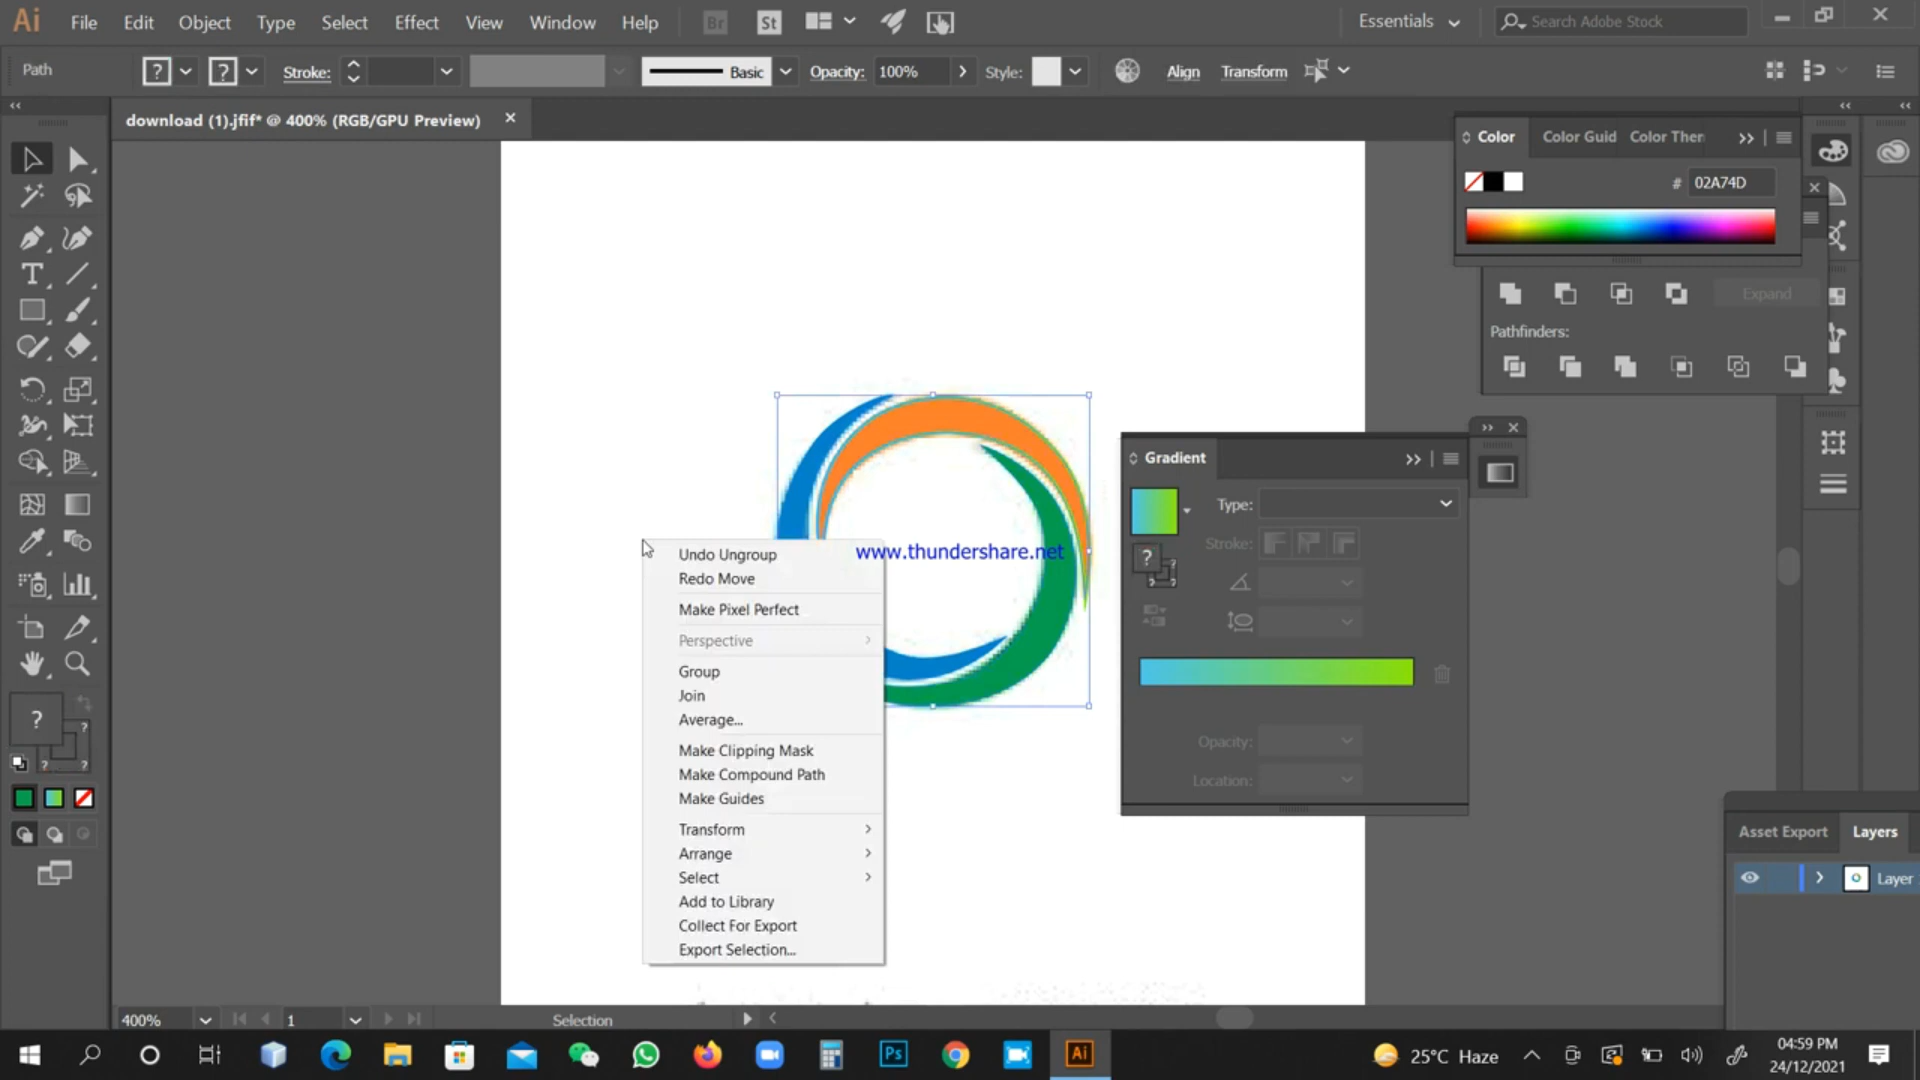 Ai File Edit Object Type Select Effect View Window Help Br St Essentials Search Adobe Stock
Path ? ? Stroke: Basic Opacity: 100% Style: Align Transform
download (1).jfif* @ 400% (RGB/GPU Preview)
Color Color Guid Color Then
# 02A74D
Expand
Pathfinders:
Gradient
Type:
Stroke:
?
Opacity:
Location:
www.thundershare.net
Undo Ungroup
Redo Move
Make Pixel Perfect
Perspective
Group
Join
Average...
Make Clipping Mask
Make Compound Path
Make Guides
Transform
Arrange
Select
Add to Library
Collect For Export
Export Selection...
T
?
? ? ?
Asset Export Layers
Layer
400% 1 Selection
Ps Ai 25°C Haze 04:59 PM
24/12/2021